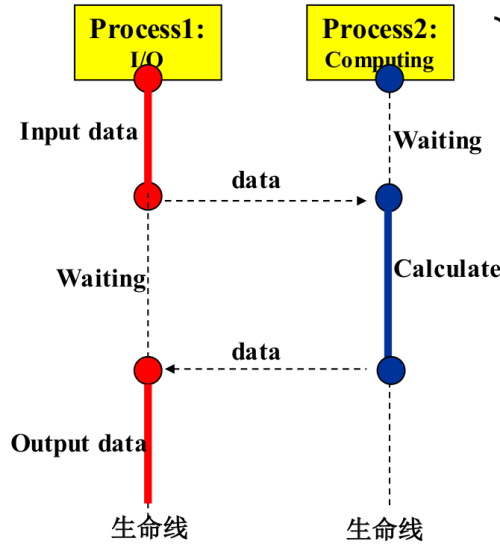 Process1:
I/O
Process2:
Computing
Input data
Waiting
data
Waiting
Calculate
data
Output data
生命线
生命线